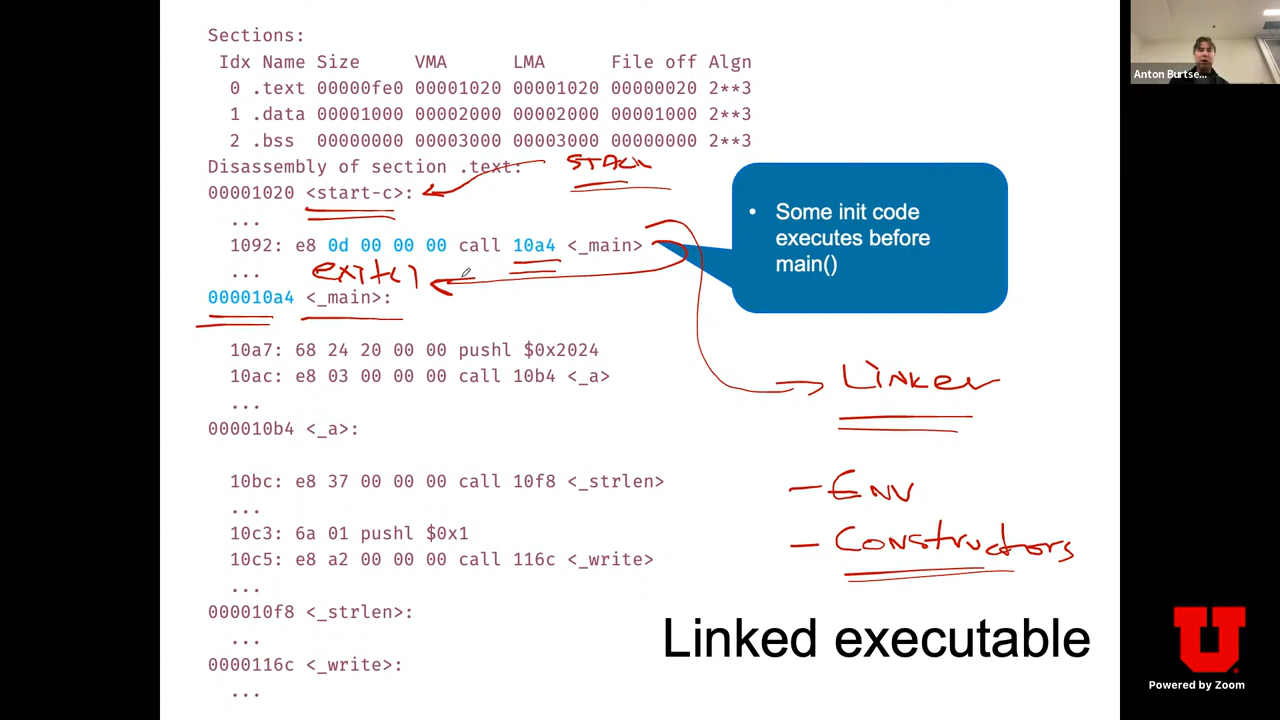 Sections:
Idx Name Size VMA LMA File off Algn
0 .text 00000fe0 00001020 00001020 00000020 2**3
1 .data 00001000 00002000 00002000 00001000 2**3
2 .bss 00000000 00003000 00003000 00000000 2**3
Disassembly of section .text:
STACK
00001020 <start-c>:
...
1092: e8 0d 00 00 00 call 10a4 <_main>
...
exit()
000010a4 <_main>:
10a7: 68 24 20 00 00 pushl $0x2024
10ac: e8 03 00 00 00 call 10b4 <_a>
...
000010b4 <_a>:
10bc: e8 37 00 00 00 call 10f8 <_strlen>
...
10c3: 6a 01 pushl $0x1
10c5: e8 a2 00 00 00 call 116c <_write>
...
000010f8 <_strlen>:
...
0000116c <_write>:
...
• Some init code
executes before
main()
Linker
- Env
- Constructors
Linked executable
Anton Burtse...
U
Powered by Zoom